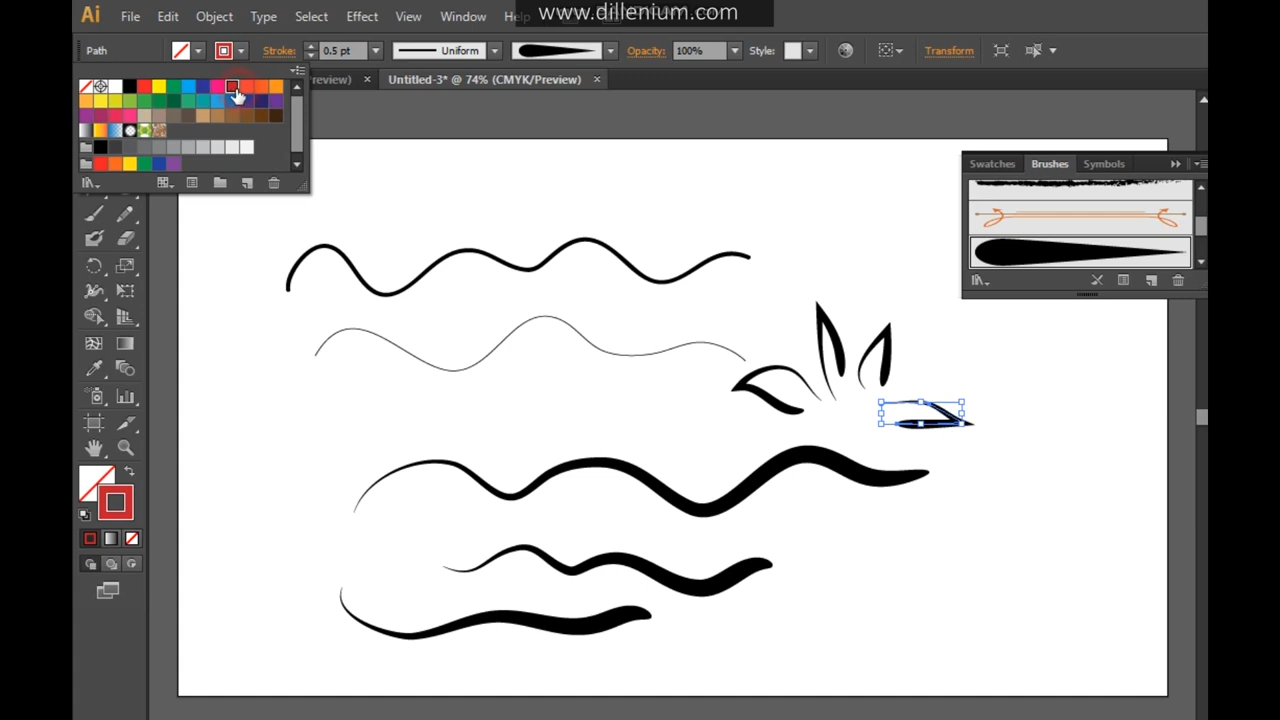 www.dillenium.com
Ai File Edit Object Type Select Effect View Window Help
Path Stroke: 0.5 pt Uniform Opacity: 100% Style: Transform
review) × Untitled-3* @ 74% (CMYK/Preview) ×
Swatches Brushes Symbols